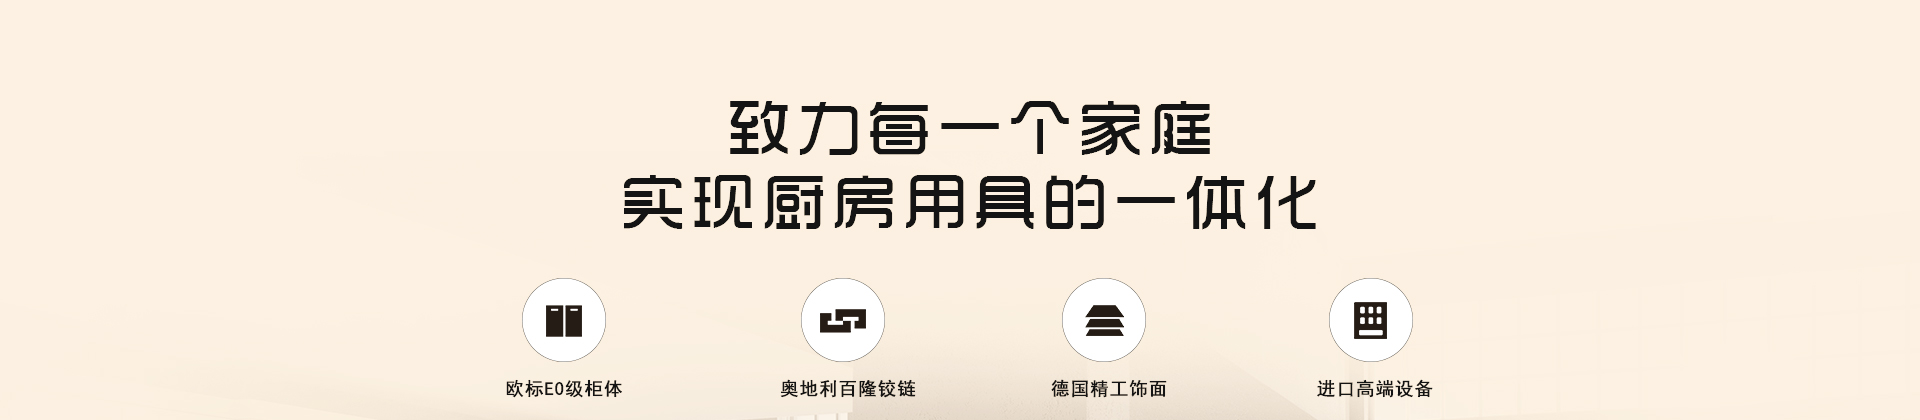 致力每一个家庭
实现厨房用具的一体化
欧标E0级柜体
奥地利百隆铰链
德国精工饰面
进口高端设备